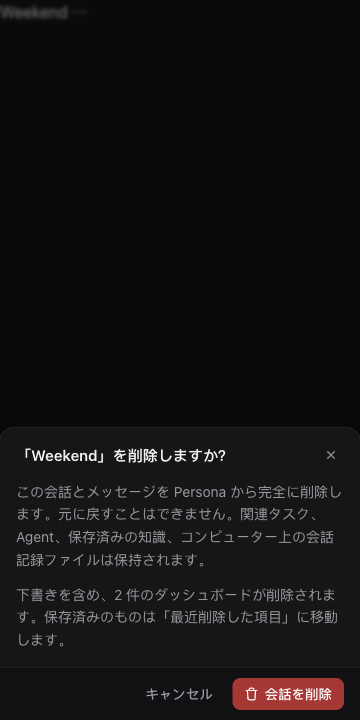 Weekend ···
「Weekend」を削除しますか?
この会話とメッセージを Persona から完全に削除し
ます。元に戻すことはできません。関連タスク、
Agent、保存済みの知識、コンピューター上の会話
記録ファイルは保持されます。
下書きを含め、2 件のダッシュボードが削除されま
す。保存済みのものは「最近削除した項目」に移動
します。
キャンセル
会話を削除